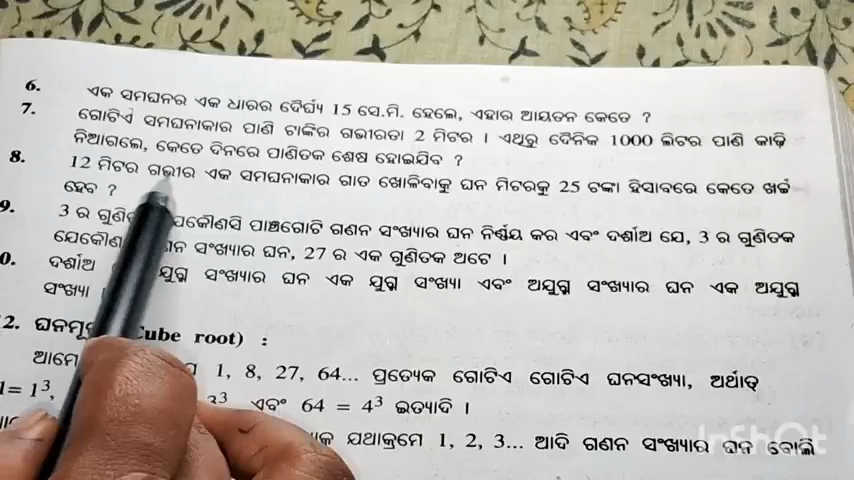 6. ଏକ ସମଘନର ଏକ ଧାରର ଦୈର୍ଘ୍ୟ 15 ସେ.ମି. ହେଲେ, ଏହାର ଆୟତନ କେତେ ?
7. ଗୋଟିଏ ସମଘନାକାର ପାଣି ଟାଙ୍କିର ଗଭୀରତା 2 ମିଟର । ଏଥିରୁ ଦୈନିକ 1000 ଲିଟର ପାଣି କାଢ଼ି
ନିଆଗଲେ, କେତେ ଦିନରେ ପାଣିତକ ଶେଷ ହୋଇଯିବ ?
8. 12 ମିଟର ଗଭୀର ଏକ ସମଘନାକାର ଗାତ ଖୋଳିବାକୁ ଘନ ମିଟରକୁ 25 ଟଙ୍କା ହିସାବରେ କେତେ ଖର୍ଚ୍ଚ
ହେବ ?
9. 3 ର ଯେକୌଣସି ପାଞ୍ଚଗୋଟି ଗଣନ ସଂଖ୍ୟାର ଘନ ନିର୍ଣ୍ଣୟ କର ଏବଂ ଦର୍ଶାଅ ଯେ, 3 ର ଗୁଣିତକ
ସଂଖ୍ୟାର ଘନ, 27 ର ଏକ ଗୁଣିତକ ଅଟେ ।
0. ଦର୍ଶାଅ ଯୁଗ୍ମ ସଂଖ୍ୟାର ଘନ ଏକ ଯୁଗ୍ମ ସଂଖ୍ୟା ଏବଂ ଅଯୁଗ୍ମ ସଂଖ୍ୟାର ଘନ ଏକ ଅଯୁଗ୍ମ
ସଂଖ୍ୟା
2. Cube root) :
1, 8, 27, 64... ପ୍ରତ୍ୟେକ ଗୋଟିଏ ଗୋଟିଏ ଘନସଂଖ୍ୟା, ଅର୍ଥାତ୍
1= 1³, 3³ ଏବଂ 64 = 4³ ଇତ୍ୟାଦି ।
ଯଥାକ୍ରମେ 1, 2, 3... ଆଦି ଗଣନ ସଂଖ୍ୟାର ଘନ ବୋଲି
InShOt